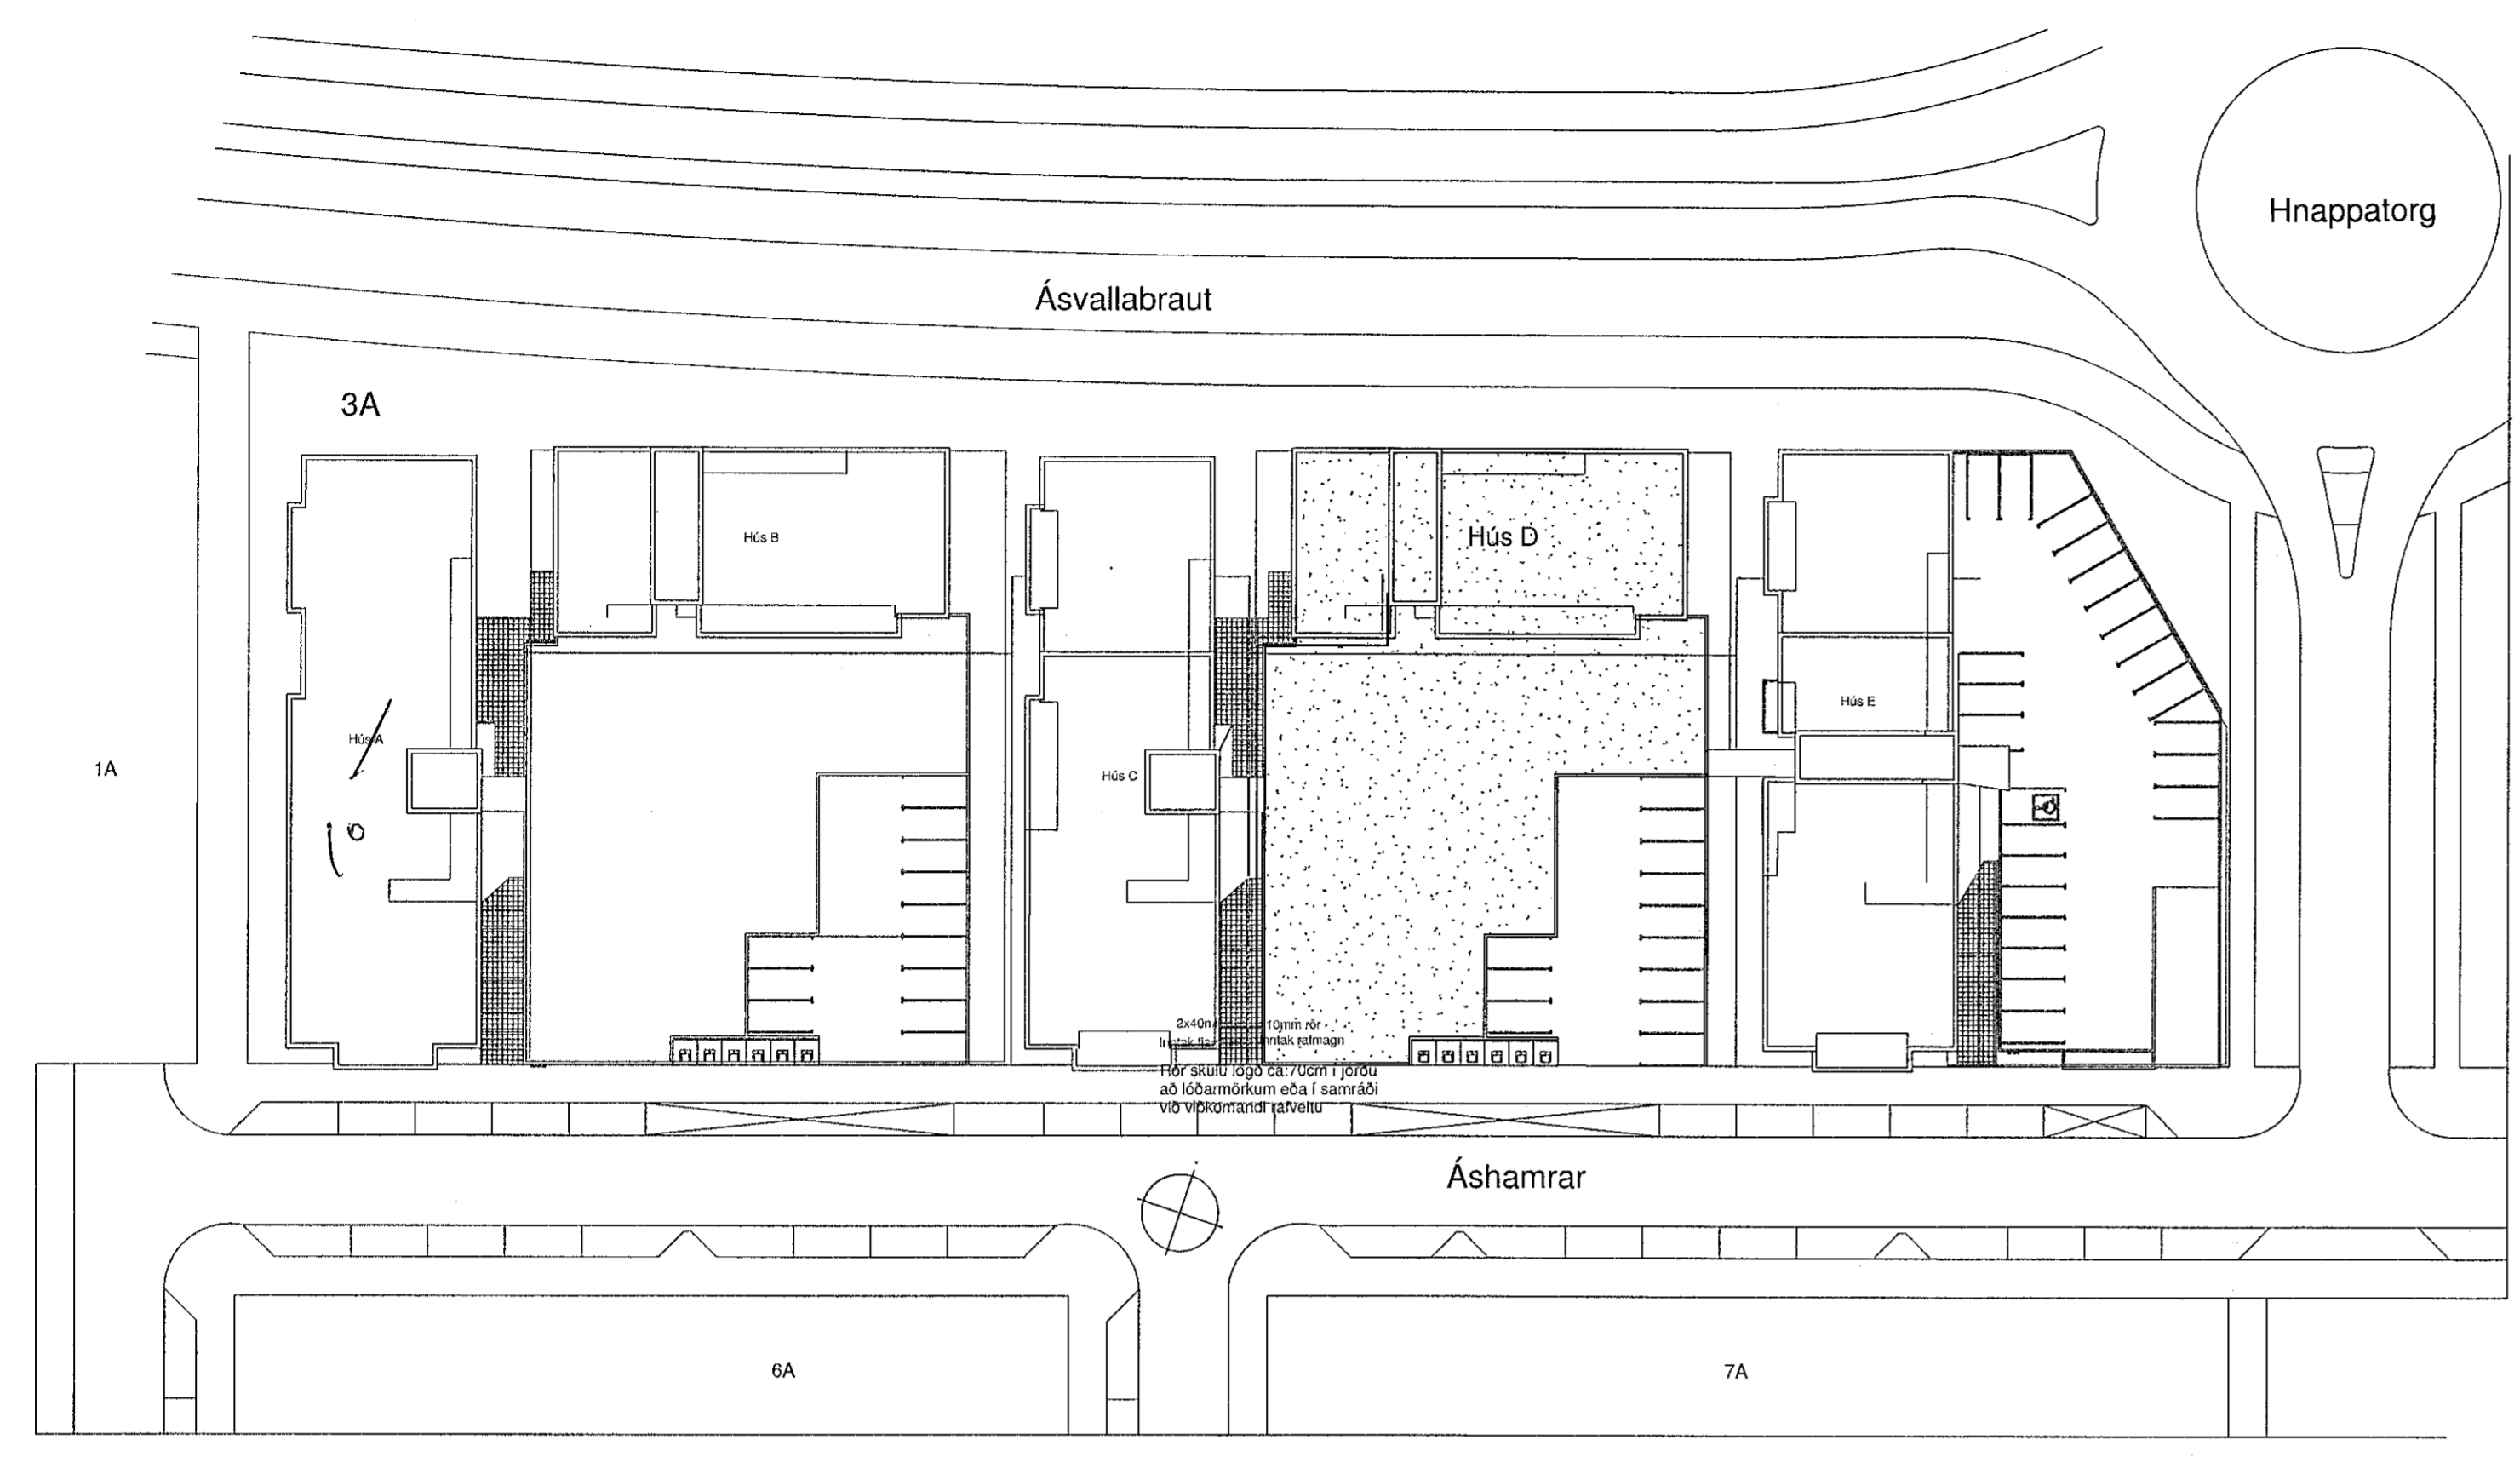 Hnappatorg
Ásvallabraut
3A
Hús B
Hús D
Hús E
Hús A
1A
Hús C
10mm rör
inntak rafmagn
Rör skulu lögð ca:70cm í jörðu
að lóðarmörkum eða í samráði
við viðkomandi rafveitu
Áshamrar
6A
7A